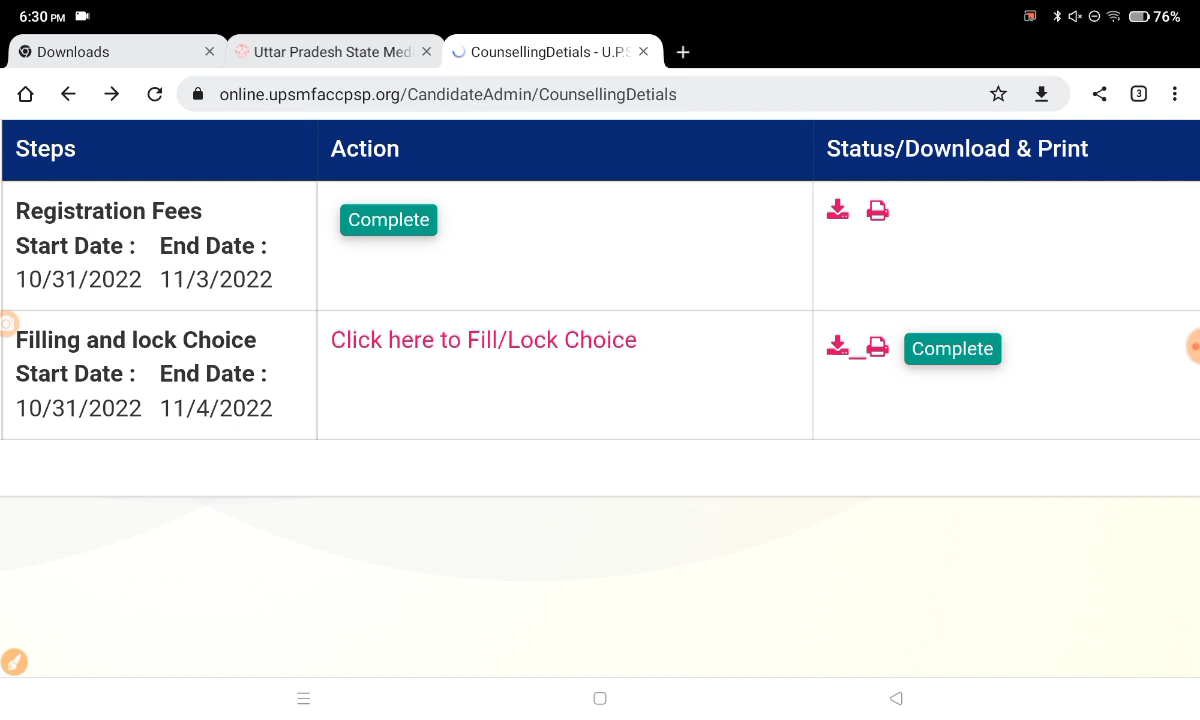 6:30 PM
76%
Downloads
Uttar Pradesh State Med
CounsellingDetials - U.P.S
online.upsmfaccpsp.org/CandidateAdmin/CounsellingDetials
3
Steps
Action
Status/Download & Print
Registration Fees
Start Date : End Date :
10/31/2022 11/3/2022
Complete
Filling and lock Choice
Start Date : End Date :
10/31/2022 11/4/2022
Click here to Fill/Lock Choice
Complete